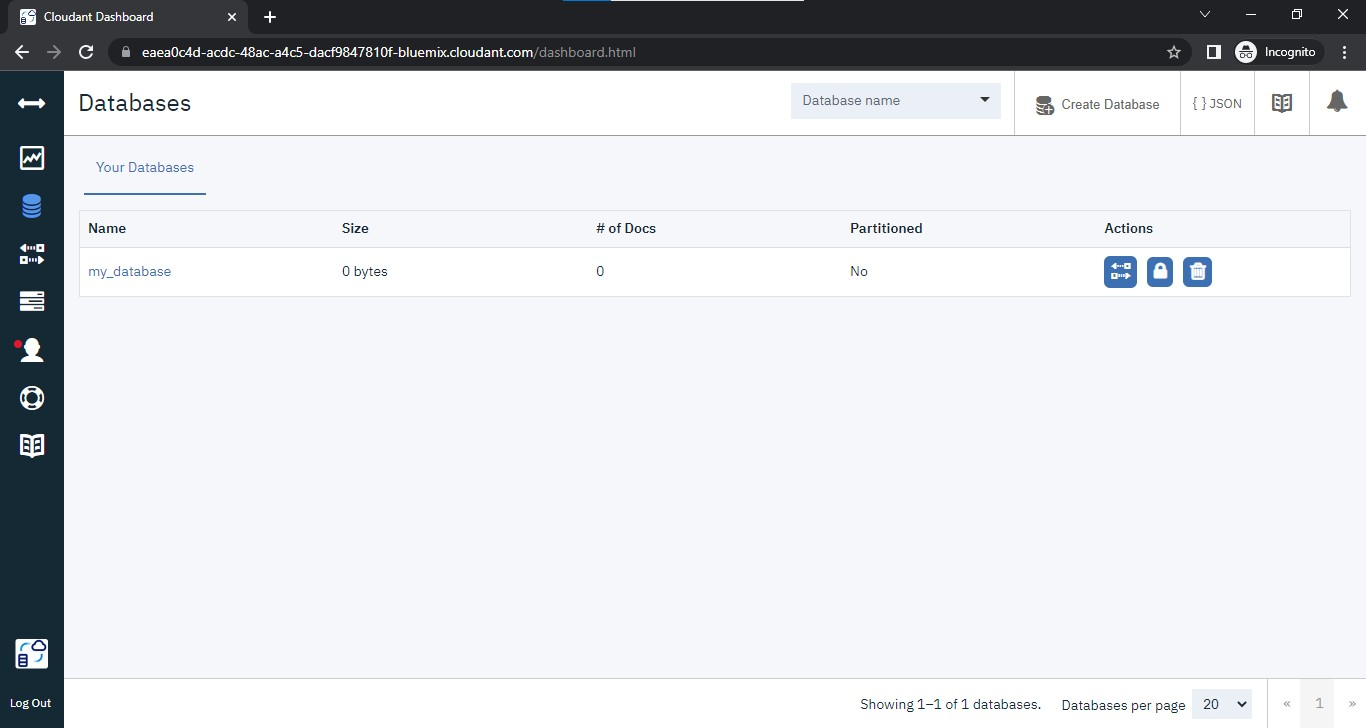 Cloudant Dashboard
eaea0c4d-acdc-48ac-a4c5-dacf9847810f-bluemix.cloudant.com/dashboard.html
Incognito
Databases
Database name
Create Database
{ } JSON
Your Databases
Name Size # of Docs Partitioned Actions
my_database 0 bytes 0 No
Log Out
Showing 1–1 of 1 databases. Databases per page 20 « 1 »